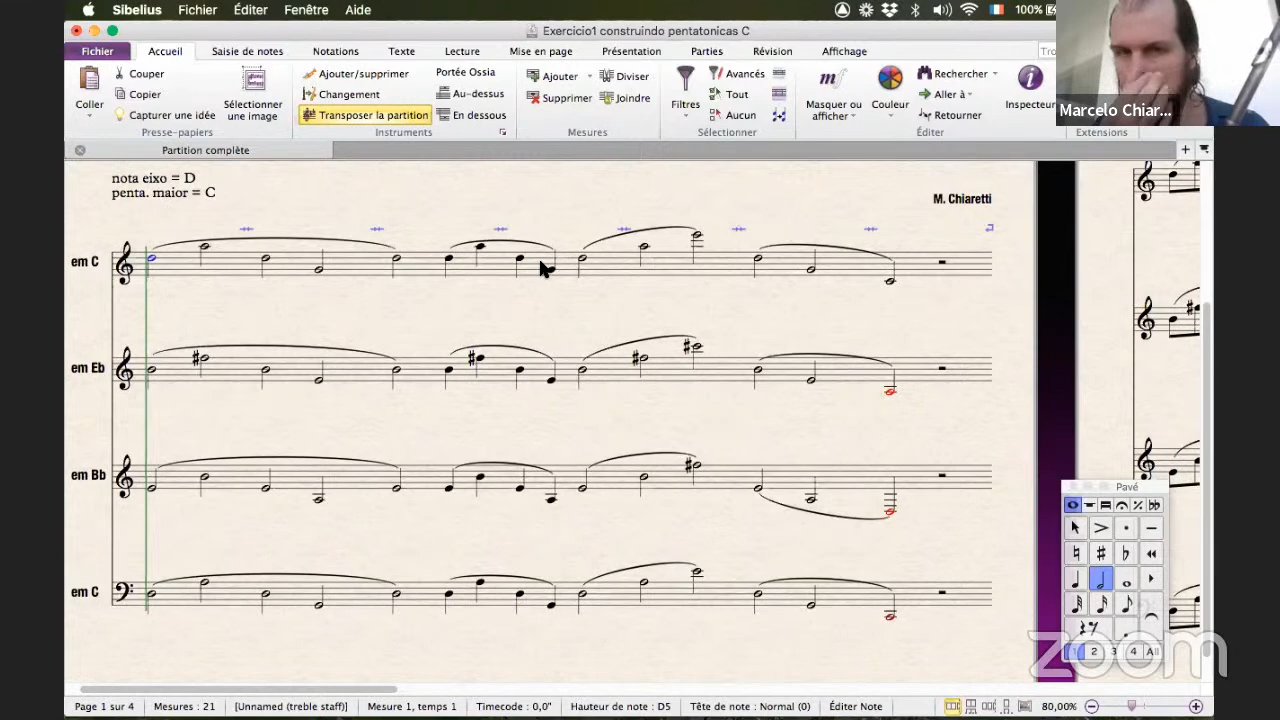 Sibelius Fichier Éditer Fenêtre Aide 100%
Exercicio1 construindo pentatonicas C
Fichier Accueil Saisie de notes Notations Texte Lecture Mise en page Présentation Parties Révision Affichage
Coller
Couper
Copier
Capturer une idée
Presse-papiers
Sélectionner
une image
Ajouter/supprimer
Changement
Transposer la partition
Portée Ossia
Au-dessus
En dessous
Instruments
Ajouter
Supprimer
Diviser
Joindre
Mesures
Filtres
Avancés
Tout
Aucun
Sélectionner
mf
Masquer ou
afficher
Couleur
Rechercher
Aller à
Retourner
Éditer
Inspecteur
Extensions
Marcelo Chiar...
Partition complète
nota eixo = D
penta. maior = C
M. Chiaretti
em C
em Eb
em Bb
em C
Pavé
1 2 3 4 All
zoom
Page 1 sur 4 Mesures : 21 [Unnamed (treble staff)] Mesure 1, temps 1 Timecode : 0,0" Hauteur de note : D5 Tête de note : Normal (0) Éditer Note 80,00%